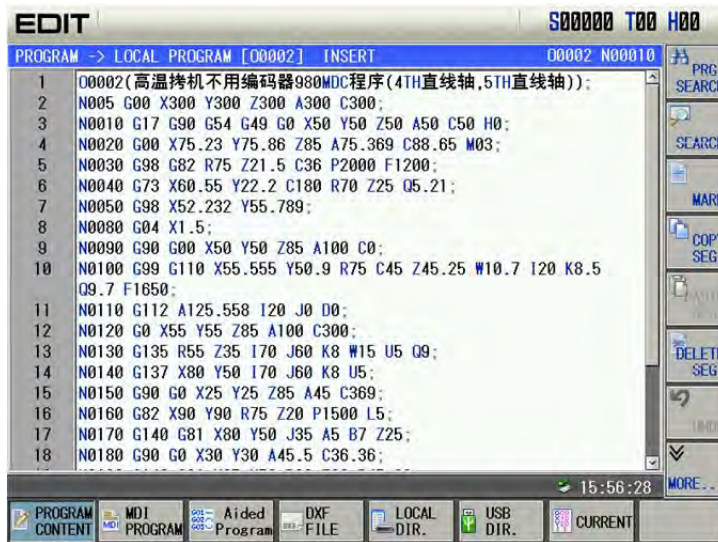 EDIT
S00000 T00 H00
PROGRAM -> LOCAL PROGRAM [O0002] INSERT
O0002 N00010
1 O0002(高温拷机不用编码器980MDC程序(4TH直线轴,5TH直线轴));
2 N005 G00 X300 Y300 Z300 A300 C300;
3 N0010 G17 G90 G54 G49 G0 X50 Y50 Z50 A50 C50 H0;
4 N0020 G00 X75.23 Y75.86 Z85 A75.369 C88.65 M03;
5 N0030 G98 G82 R75 Z21.5 C36 P2000 F1200;
6 N0040 G73 X60.55 Y22.2 C180 R70 Z25 Q5.21;
7 N0050 G98 X52.232 Y55.789;
8 N0080 G04 X1.5;
9 N0090 G90 G00 X50 Y50 Z85 A100 C0;
10 N0100 G99 G110 X55.555 Y50.9 R75 C45 Z45.25 W10.7 I20 K8.5
Q9.7 F1650;
11 N0110 G112 A125.558 I20 J0 D0;
12 N0120 G0 X55 Y55 Z85 A100 C300;
13 N0130 G135 R55 Z35 I70 J60 K8 W15 U5 Q9;
14 N0140 G137 X80 Y50 I70 J60 K8 U5;
15 N0150 G90 G0 X25 Y25 Z85 A45 C369;
16 N0160 G82 X90 Y90 R75 Z20 P1500 L5;
17 N0170 G140 G81 X80 Y50 J35 A5 B7 Z25;
18 N0180 G90 G0 X30 Y30 A45.5 C36.36;
15:56:28
PRG
SEARC
SEARC
MAR
COP
SEG
DELET
SEG
MORE..
PROGRAM
CONTENT
MDI
PROGRAM
Aided
Program
DXF
FILE
LOCAL
DIR.
USB
DIR.
CURRENT